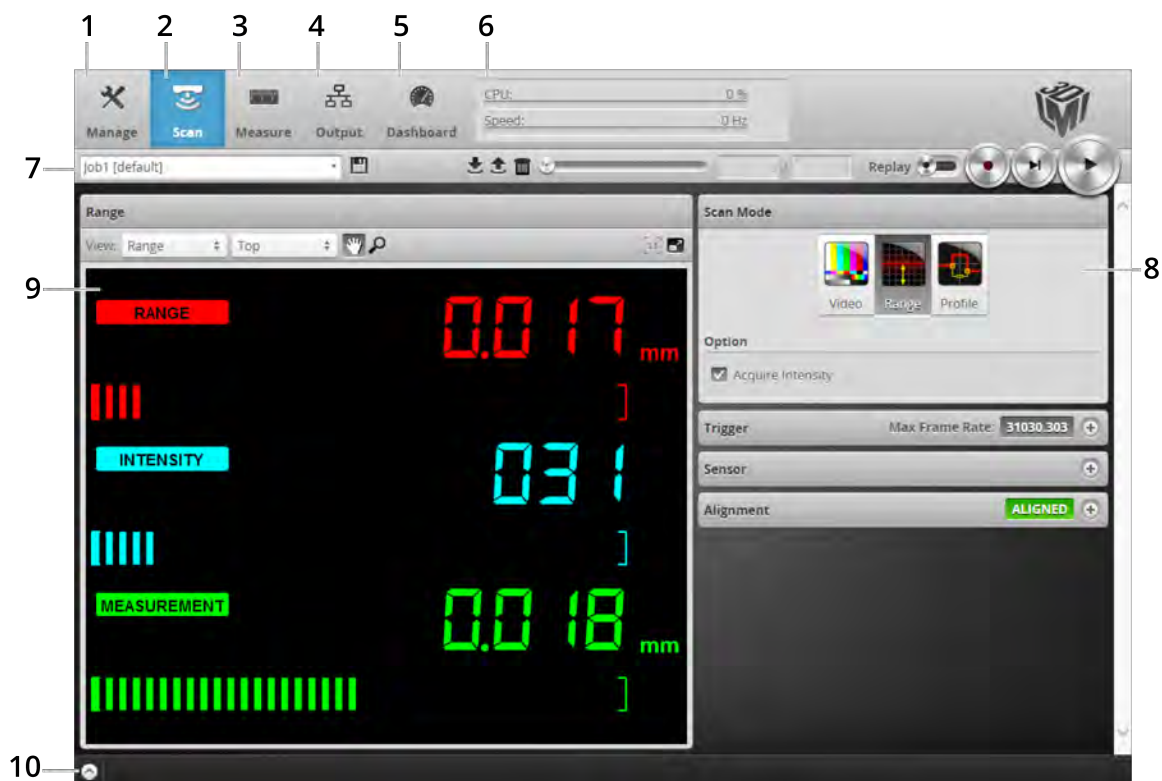 1 2 3 4 5 6
Manage Scan Measure Output Dashboard
CPU: 0 %
Speed: 0 Hz
7
Job1 [default]
/
Replay
Range
Scan Mode
View: Range Top
8
9
RANGE 0.017 mm
Video Range Profile
Option
Acquire Intensity
INTENSITY 031
Trigger Max Frame Rate: 31030.303
Sensor
Alignment ALIGNED
MEASUREMENT 0.018 mm
10